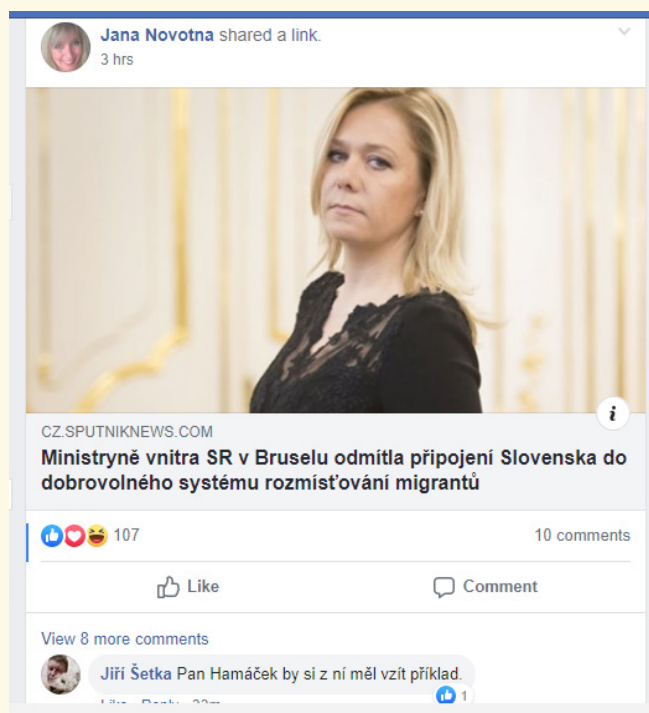 Jana Novotna shared a link.
3 hrs
CZ.SPUTNIKNEWS.COM
Ministryně vnitra SR v Bruselu odmítla připojení Slovenska do
dobrovolného systému rozmísťování migrantů
107 10 comments
Like Comment
View 8 more comments
Jiří Šetka Pan Hamáček by si z ní měl vzít příklad.
1